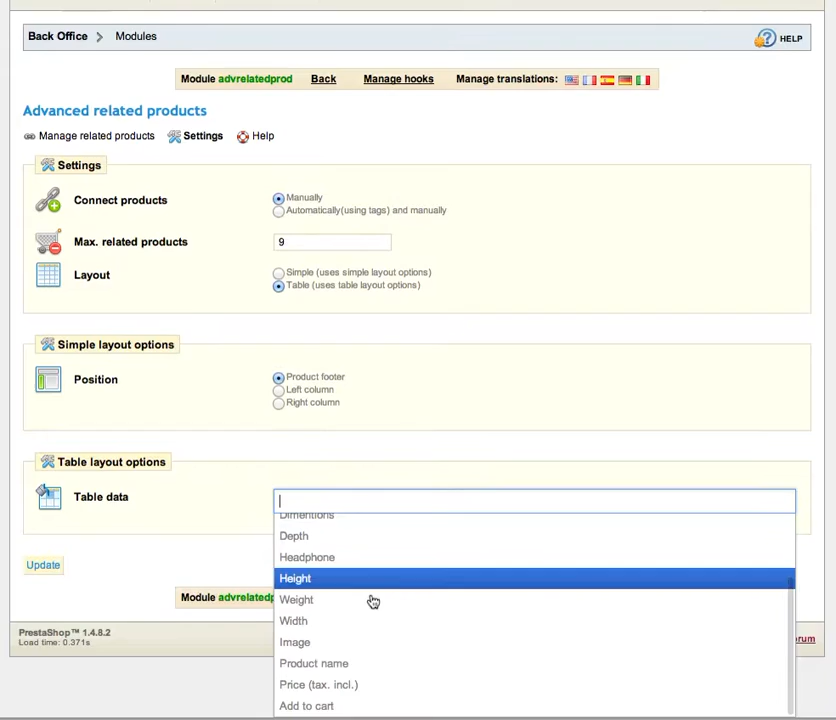 Back Office > Modules
HELP
Module advrelatedprod Back Manage hooks Manage translations:
Advanced related products
Manage related products Settings Help
Settings
Connect products
Manually
Automatically(using tags) and manually
Max. related products 9
Layout
Simple (uses simple layout options)
Table (uses table layout options)
Simple layout options
Position
Product footer
Left column
Right column
Table layout options
Table data
Dimentions
Depth
Headphone
Height
Weight
Width
Image
Product name
Price (tax. incl.)
Add to cart
Update
Module advrelatedp
PrestaShop™ 1.4.8.2
Load time: 0.371s
orum